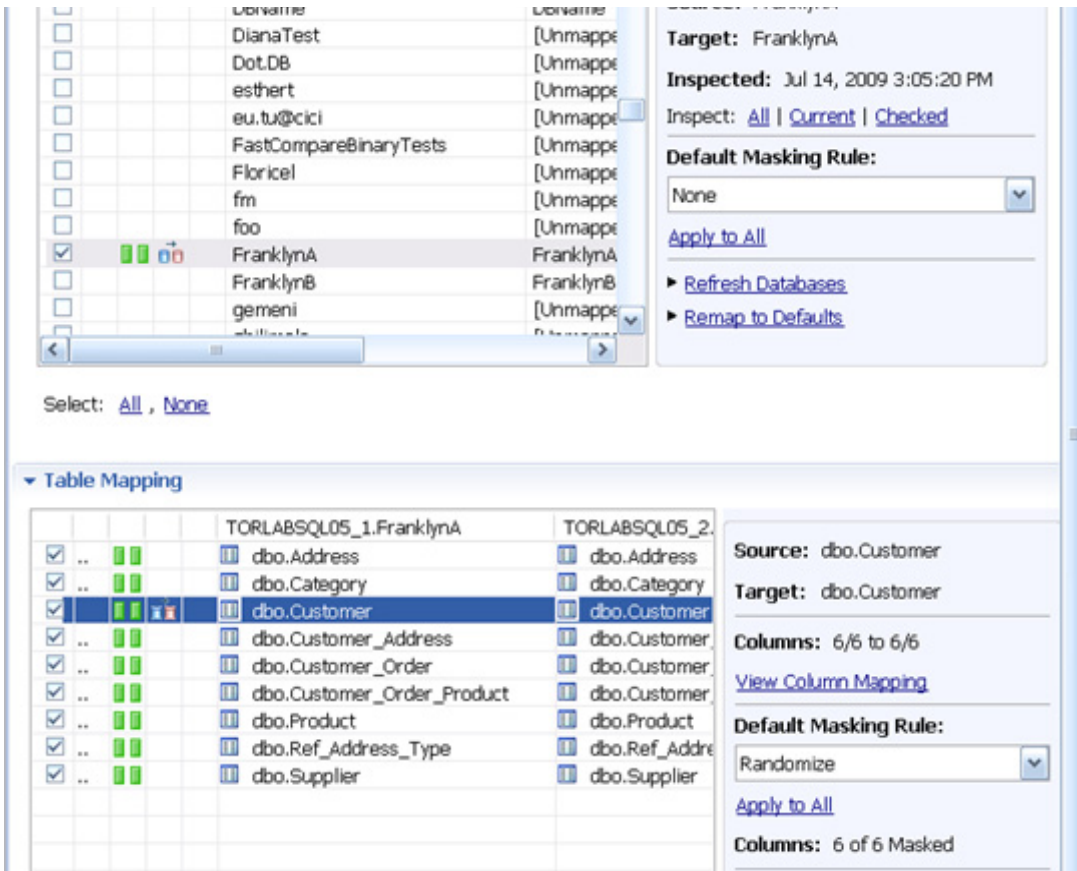 DianaTest [Unmappe
Dot.DB [Unmappe
esthert [Unmappe
eu.tu@cici [Unmappe
FastCompareBinaryTests [Unmappe
Floricel [Unmappe
fm [Unmappe
foo [Unmappe
FranklynA FranklynA
FranklynB FranklynB
gemeni [Unmappe
Target: FranklynA
Inspected: Jul 14, 2009 3:05:20 PM
Inspect: All | Current | Checked
Default Masking Rule:
None
Apply to All
Refresh Databases
Remap to Defaults
Select: All , None
Table Mapping
TORLABSQL05_1.FranklynA TORLABSQL05_2.
.. dbo.Address dbo.Address
.. dbo.Category dbo.Category
dbo.Customer dbo.Customer
.. dbo.Customer_Address dbo.Customer_
.. dbo.Customer_Order dbo.Customer_
.. dbo.Customer_Order_Product dbo.Customer_
.. dbo.Product dbo.Product
.. dbo.Ref_Address_Type dbo.Ref_Addre
.. dbo.Supplier dbo.Supplier
Source: dbo.Customer
Target: dbo.Customer
Columns: 6/6 to 6/6
View Column Mapping
Default Masking Rule:
Randomize
Apply to All
Columns: 6 of 6 Masked